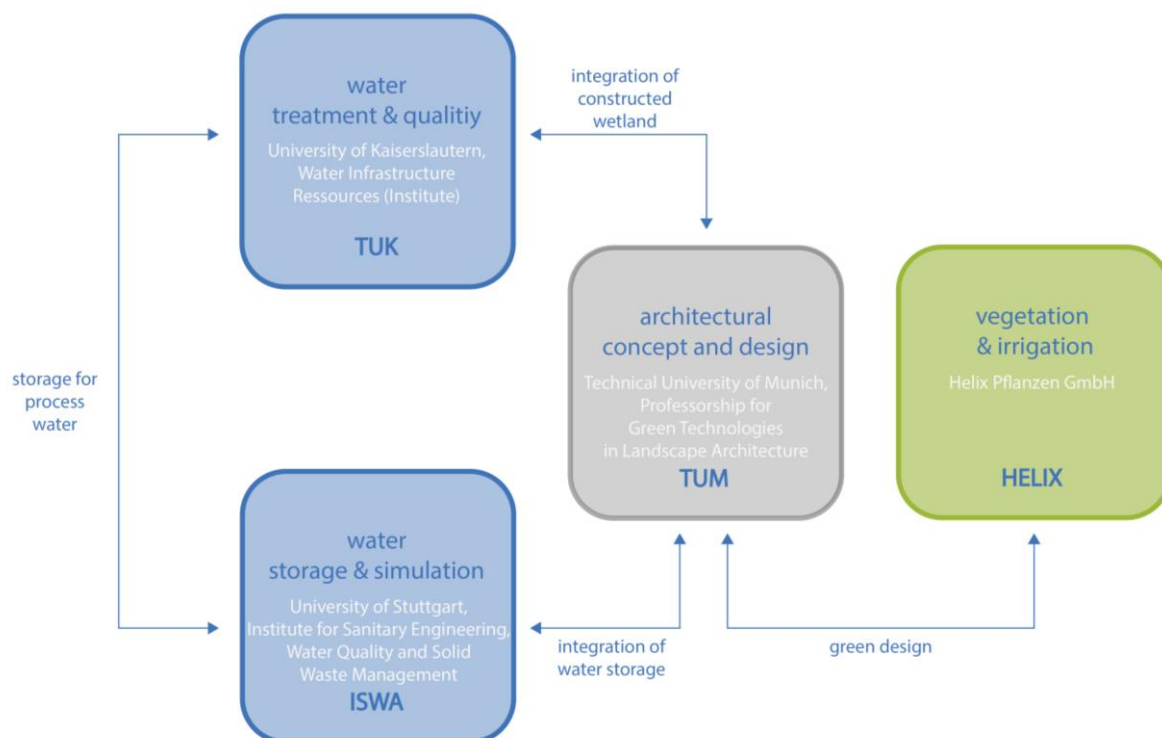 water
treatment & qualitiy
University of Kaiserslautern,
Water Infrastructure
Ressources (Institute)
TUK
integration of
constructed
wetland
architectural
concept and design
Technical University of Munich,
Professorship for
Green Technologies
in Landscape Architecture
TUM
vegetation
& irrigation
Helix Pflanzen GmbH
HELIX
storage for
process
water
water
storage & simulation
University of Stuttgart,
Institute for Sanitary Engineering,
Water Quality and Solid
Waste Management
ISWA
integration of
water storage
green design